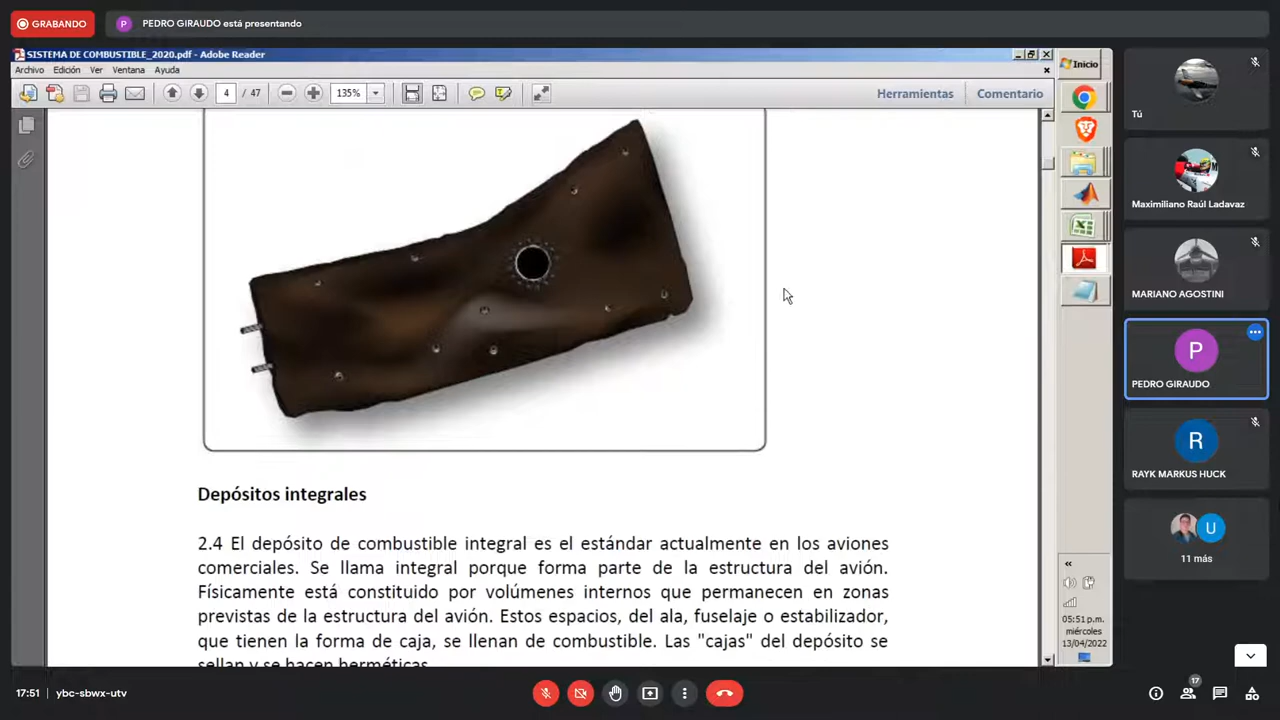 GRABANDO
P
PEDRO GIRAUDO está presentando
SISTEMA DE COMBUSTIBLE_2020.pdf - Adobe Reader
Archivo Edición Ver Ventana Ayuda
4 / 47
135%
Herramientas
Comentario
Depósitos integrales
2.4 El depósito de combustible integral es el estándar actualmente en los aviones
comerciales. Se llama integral porque forma parte de la estructura del avión.
Físicamente está constituido por volúmenes internos que permanecen en zonas
previstas de la estructura del avión. Estos espacios, del ala, fuselaje o estabilizador,
que tienen la forma de caja, se llenan de combustible. Las "cajas" del depósito se
sellan y se hacen herméticas.
Inicio
«
05:51 p.m.
miércoles
13/04/2022
Tú
Maximiliano Raúl Ladavaz
MARIANO AGOSTINI
P
PEDRO GIRAUDO
R
RAYK MARKUS HUCK
U
11 más
17:51
ybc-sbwx-utv
17